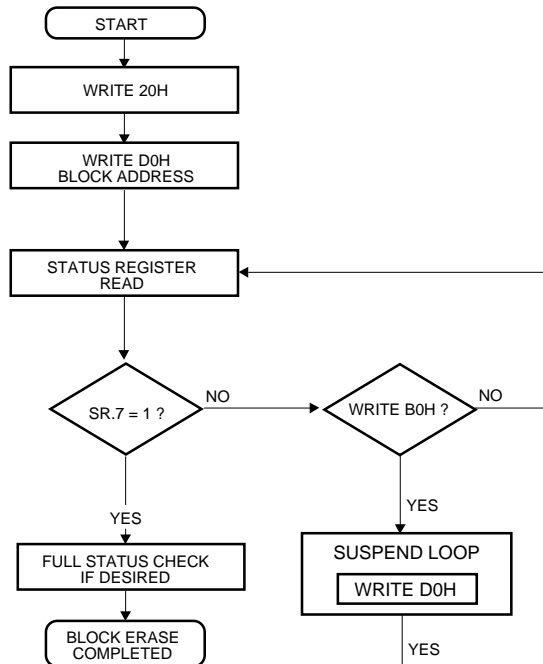 START
WRITE 20H
WRITE D0H
BLOCK ADDRESS
STATUS REGISTER
READ
SR.7 = 1 ?
NO
WRITE B0H ?
NO
YES
YES
FULL STATUS CHECK
IF DESIRED
SUSPEND LOOP
WRITE D0H
BLOCK ERASE
COMPLETED
YES